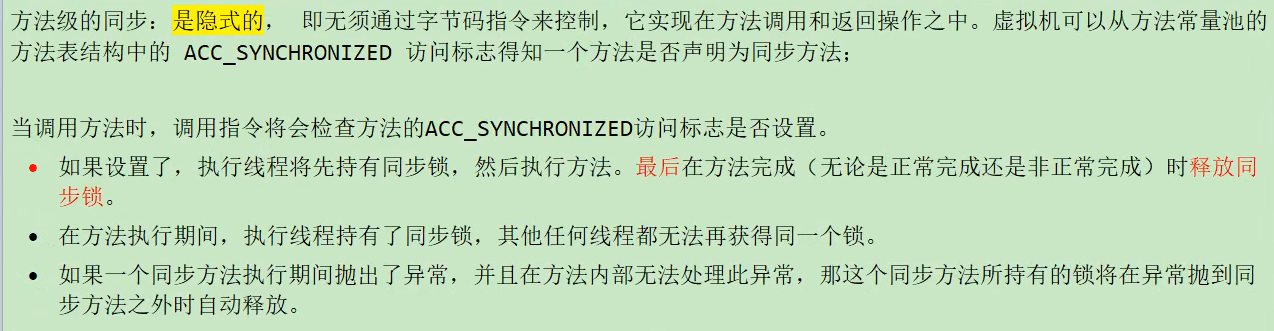 方法级的同步：是隐式的， 即无须通过字节码指令来控制，它实现在方法调用和返回操作之中。虚拟机可以从方法常量池的
方法表结构中的 ACC_SYNCHRONIZED 访问标志得知一个方法是否声明为同步方法；
当调用方法时，调用指令将会检查方法的ACC_SYNCHRONIZED访问标志是否设置。
• 如果设置了，执行线程将先持有同步锁，然后执行方法。最后在方法完成（无论是正常完成还是非正常完成）时释放同
步锁。
• 在方法执行期间，执行线程持有了同步锁，其他任何线程都无法再获得同一个锁。
• 如果一个同步方法执行期间抛出了异常，并且在方法内部无法处理此异常，那这个同步方法所持有的锁将在异常抛到同
步方法之外时自动释放。